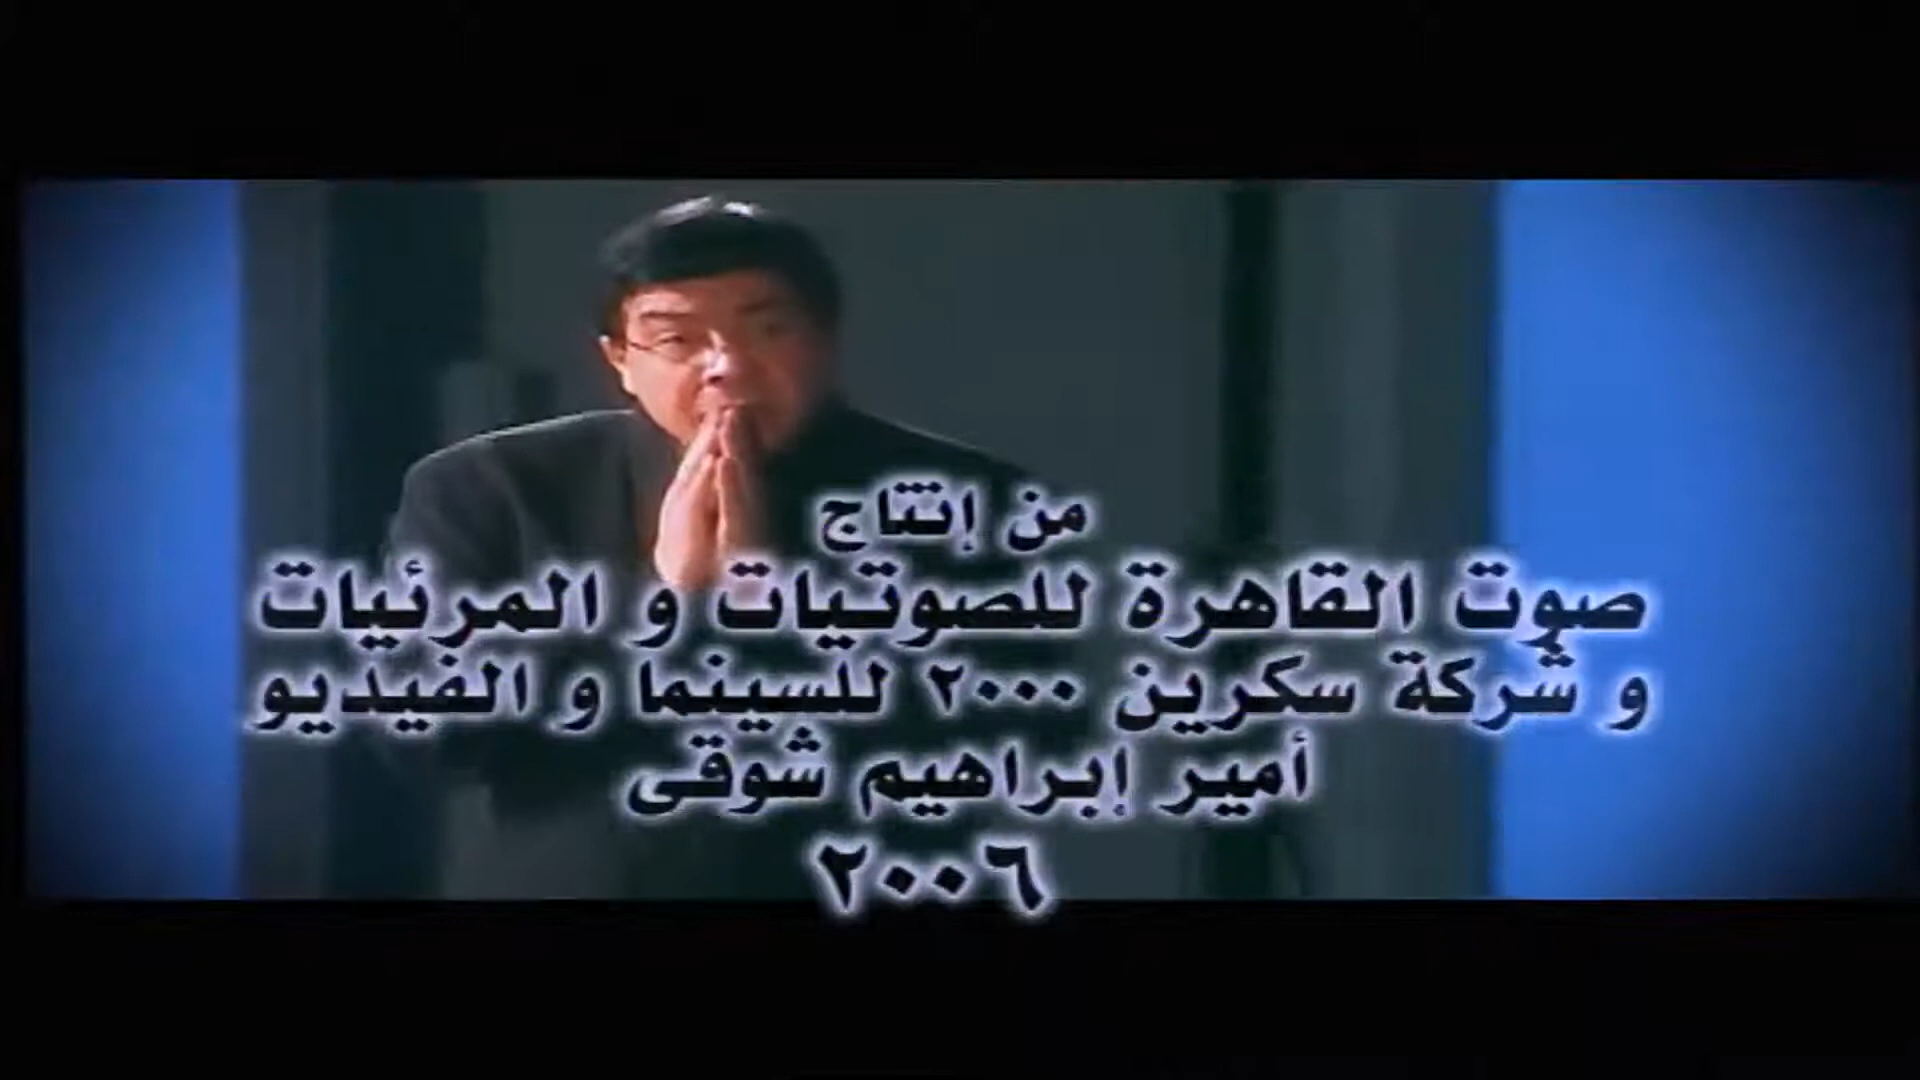 من إنتاج
صوت القاهرة للصوتيات و المرئيات
و شركة سكرين ٢٠٠٠ للسينما و الفيديو
أمير إبراهيم شوقى
٢٠٠٦